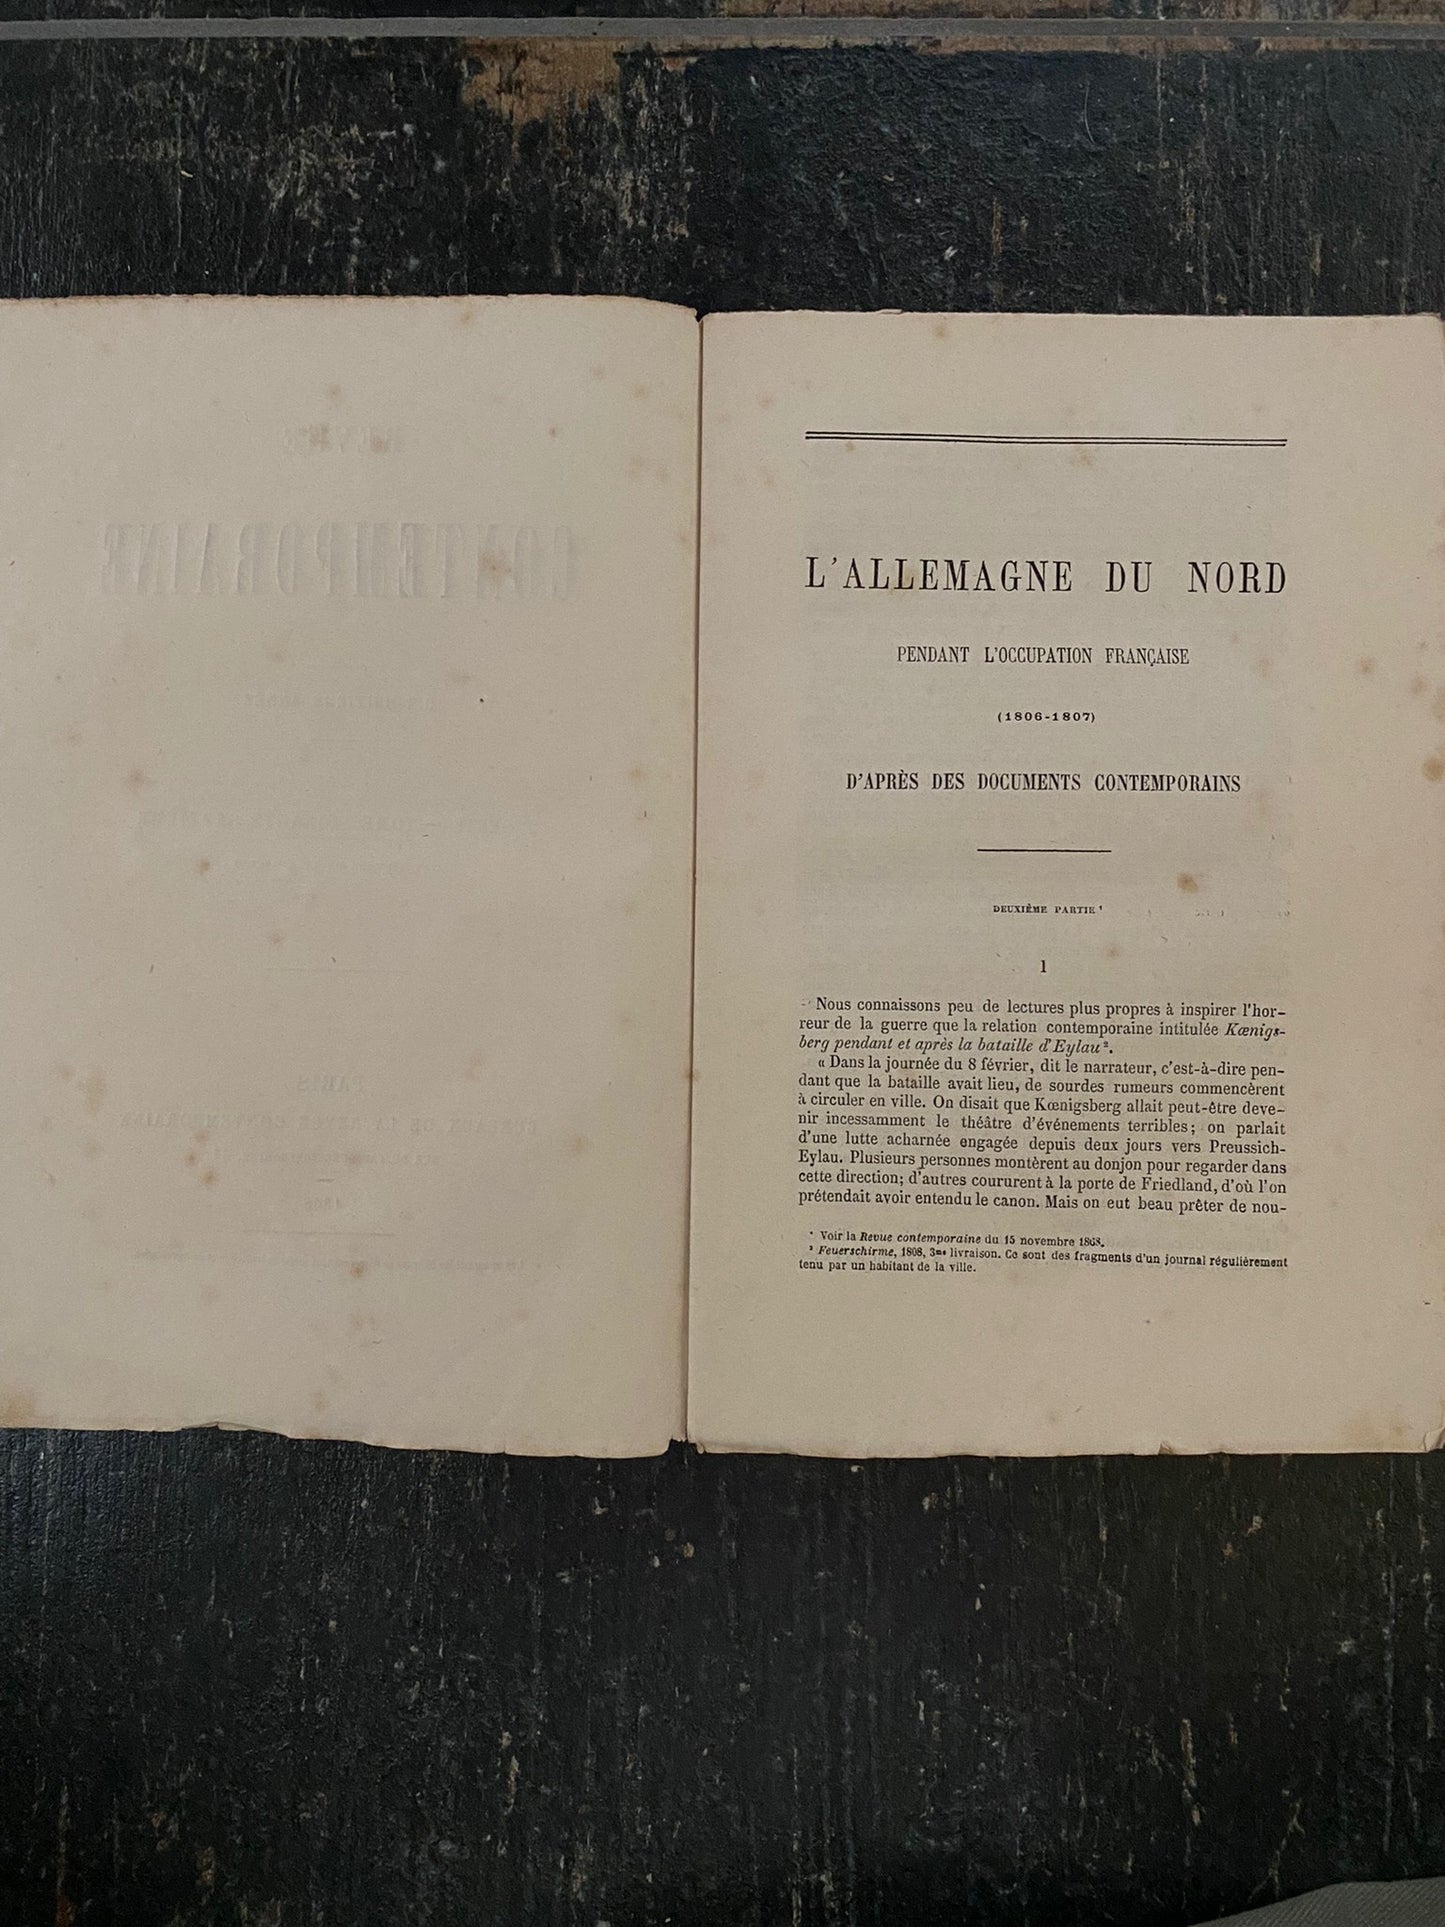 CONTEMPORAINE
PARIS
L'ALLEMAGNE DU NORD
PENDANT L'OCCUPATION FRANÇAISE
(1806-1807)
D'APRÈS DES DOCUMENTS CONTEMPORAINS
DEUXIÈME PARTIE ¹
1
Nous connaissons peu de lectures plus propres à inspirer l'hor-
reur de la guerre que la relation contemporaine intitulée Kœnigs-
berg pendant et après la bataille d'Eylau ².
« Dans la journée du 8 février, dit le narrateur, c'est-à-dire pen-
dant que la bataille avait lieu, de sourdes rumeurs commencèrent
à circuler en ville. On disait que Kœnigsberg allait peut-être deve-
nir incessamment le théâtre d'événements terribles; on parlait
d'une lutte acharnée engagée depuis deux jours vers Preussich-
Eylau. Plusieurs personnes montèrent au donjon pour regarder dans
cette direction; d'autres coururent à la porte de Friedland, d'où l'on
prétendait avoir entendu le canon. Mais on eut beau prêter de nou-
¹ Voir la Revue contemporaine du 15 novembre 1868.
² Feuerschirme, 1808, 3me livraison. Ce sont des fragments d'un journal régulièrement
tenu par un habitant de la ville.